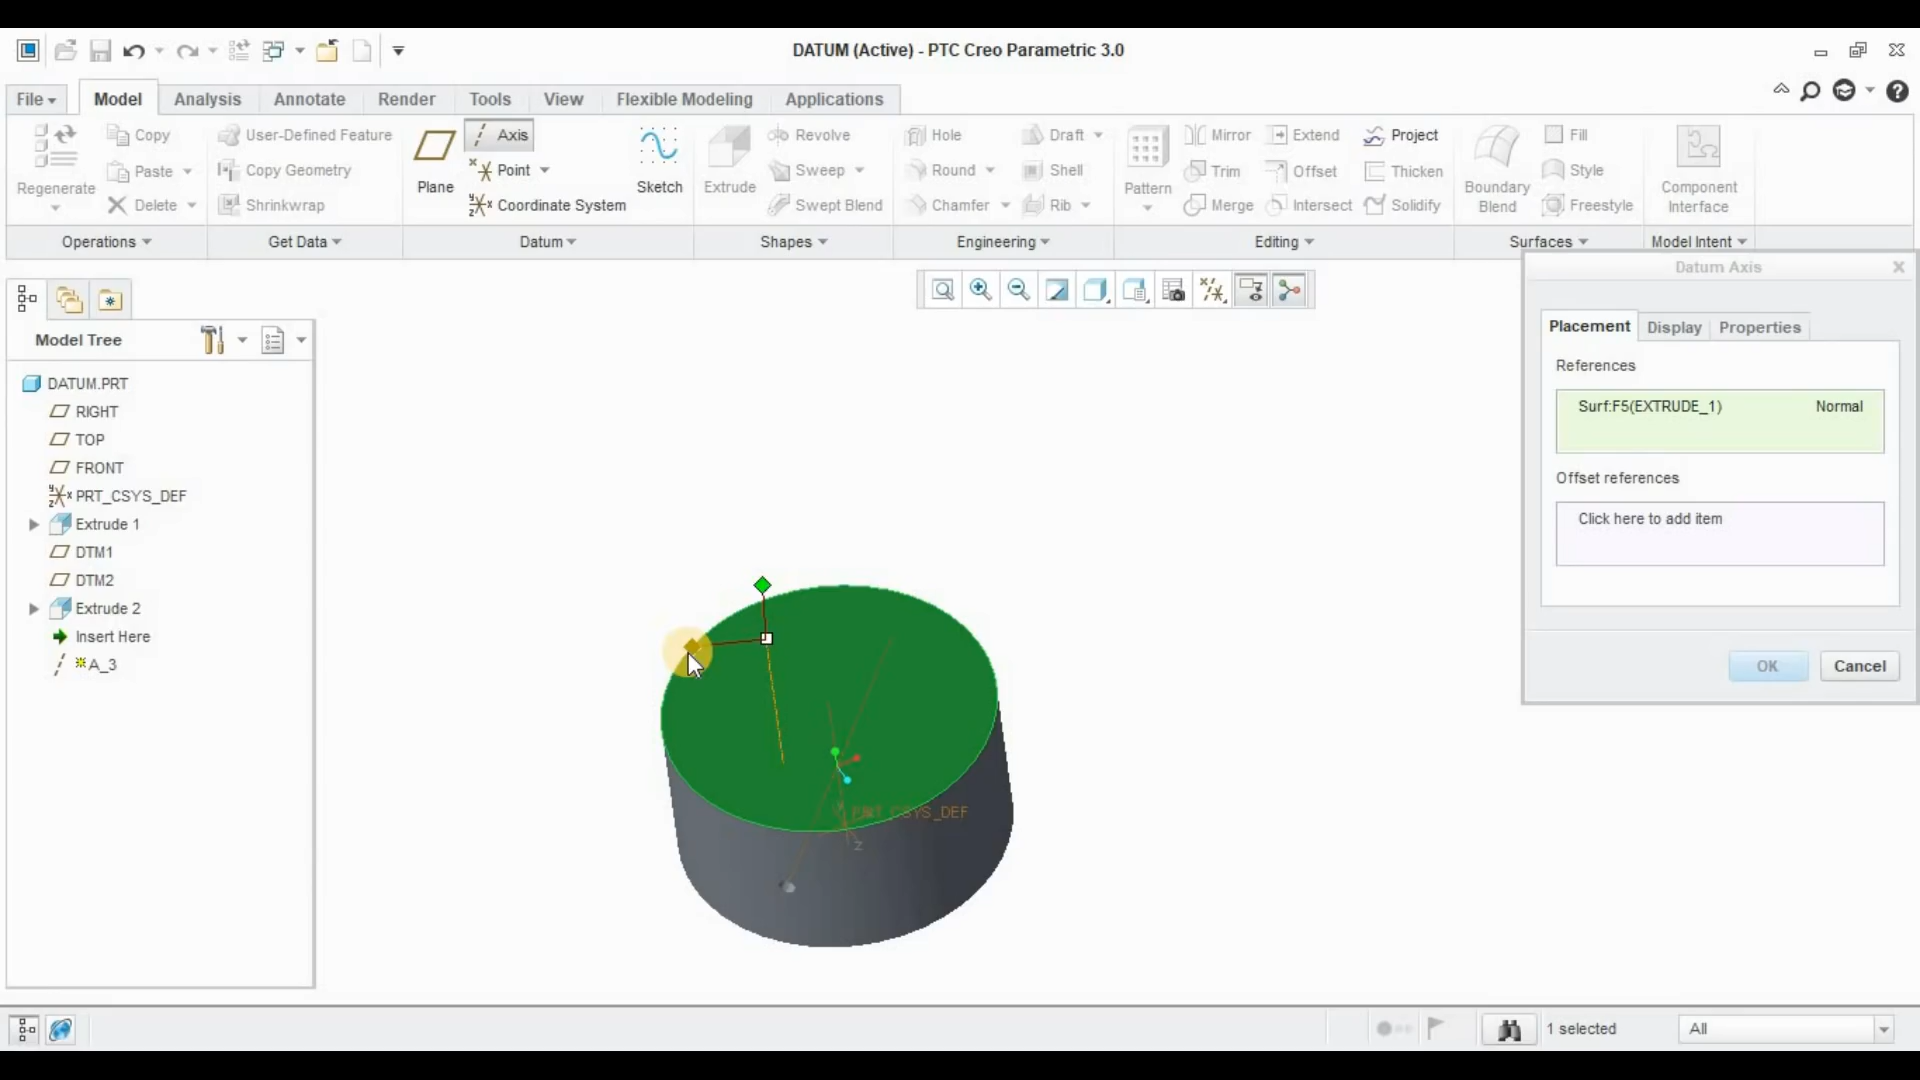 DATUM (Active) - PTC Creo Parametric 3.0
File Model Analysis Annotate Render Tools View Flexible Modeling Applications
Regenerate
Copy
Paste
Delete
Operations
User-Defined Feature
Copy Geometry
Shrinkwrap
Get Data
Plane
Axis
Point
Coordinate System
Sketch
Datum
Extrude
Revolve
Sweep
Swept Blend
Shapes
Hole
Round
Chamfer
Draft
Shell
Rib
Engineering
Pattern
Mirror
Trim
Merge
Extend
Offset
Intersect
Project
Thicken
Solidify
Editing
Boundary
Blend
Fill
Style
Freestyle
Surfaces
Component
Interface
Model Intent
Model Tree
DATUM.PRT
RIGHT
TOP
FRONT
PRT_CSYS_DEF
Extrude 1
DTM1
DTM2
Extrude 2
Insert Here
A_3
PRT_CSYS_DEF
Z
Datum Axis
Placement Display Properties
References
Surf:F5(EXTRUDE_1) Normal
Offset references
Click here to add item
OK Cancel
1 selected
All